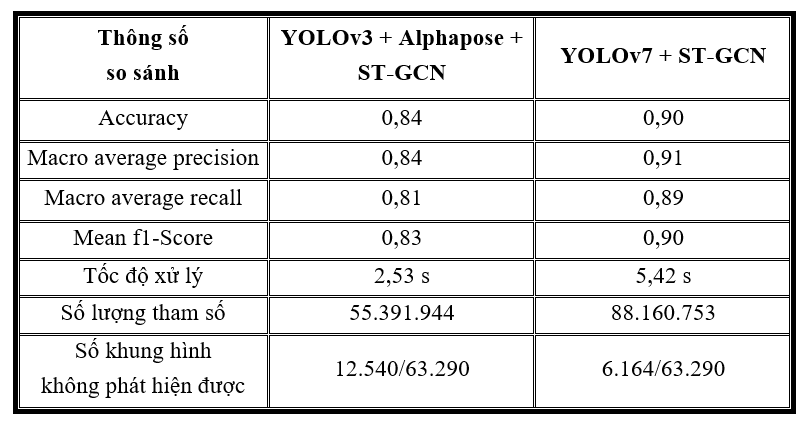 Thông số
so sánh
YOLOv3 + Alphapose +
ST-GCN
YOLOv7 + ST-GCN
Accuracy
0,84
0,90
Macro average precision
0,84
0,91
Macro average recall
0,81
0,89
Mean f1-Score
0,83
0,90
Tốc độ xử lý
2,53 s
5,42 s
Số lượng tham số
55.391.944
88.160.753
Số khung hình
không phát hiện được
12.540/63.290
6.164/63.290